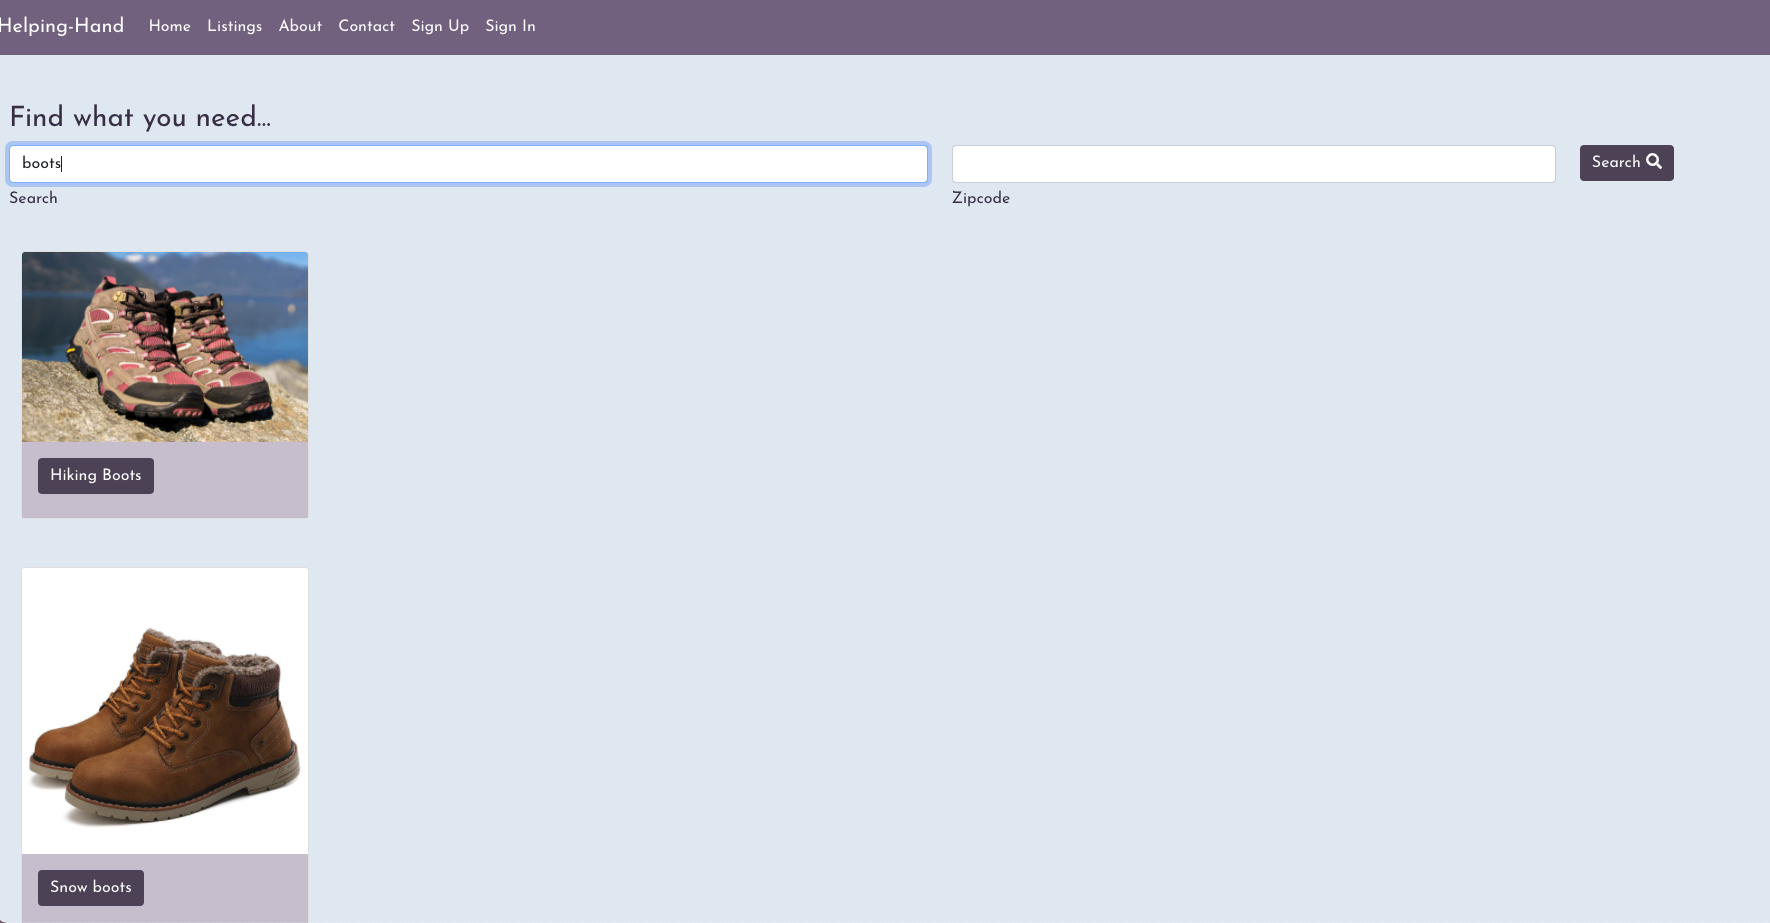 Helping-Hand Home Listings About Contact Sign Up Sign In
Find what you need...
boots Search
Search Zipcode
Hiking Boots
Snow boots